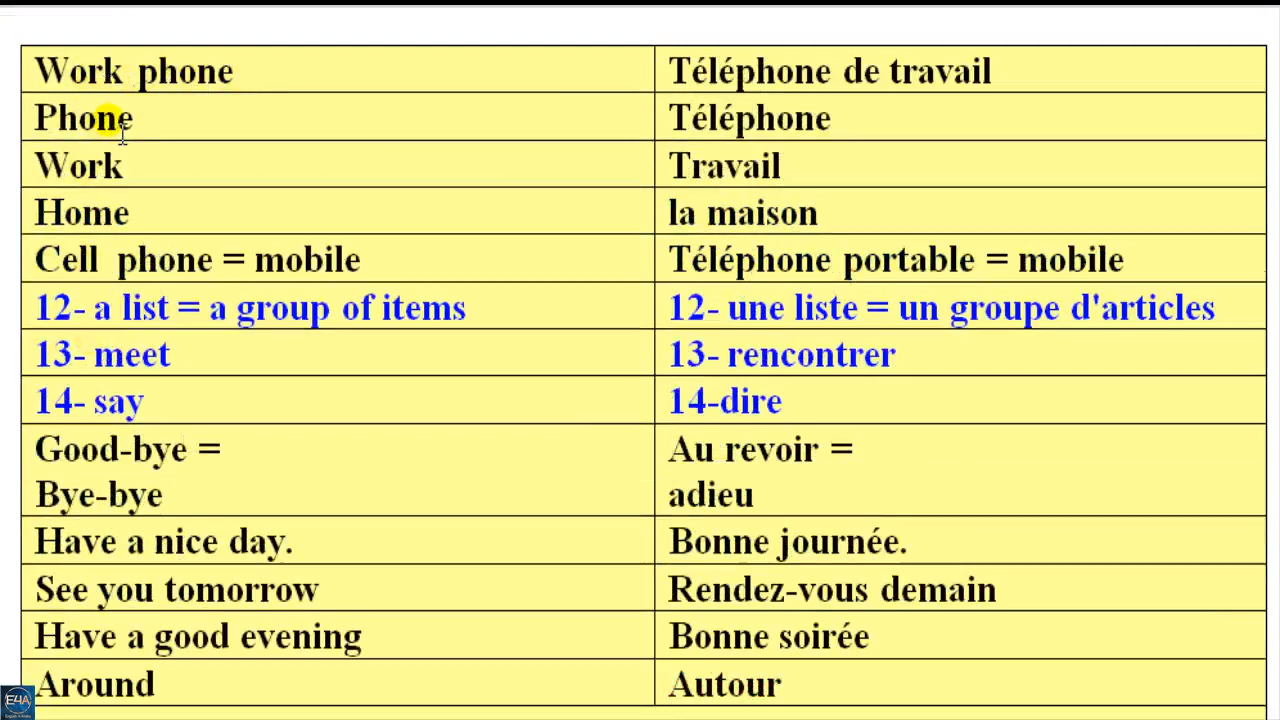 Work phone Téléphone de travail
Phone Téléphone
Work Travail
Home la maison
Cell phone = mobile Téléphone portable = mobile
12- a list = a group of items 12- une liste = un groupe d'articles
13- meet 13- rencontrer
14- say 14-dire
Good-bye = Au revoir =
Bye-bye adieu
Have a nice day. Bonne journée.
See you tomorrow Rendez-vous demain
Have a good evening Bonne soirée
Around Autour
E4A